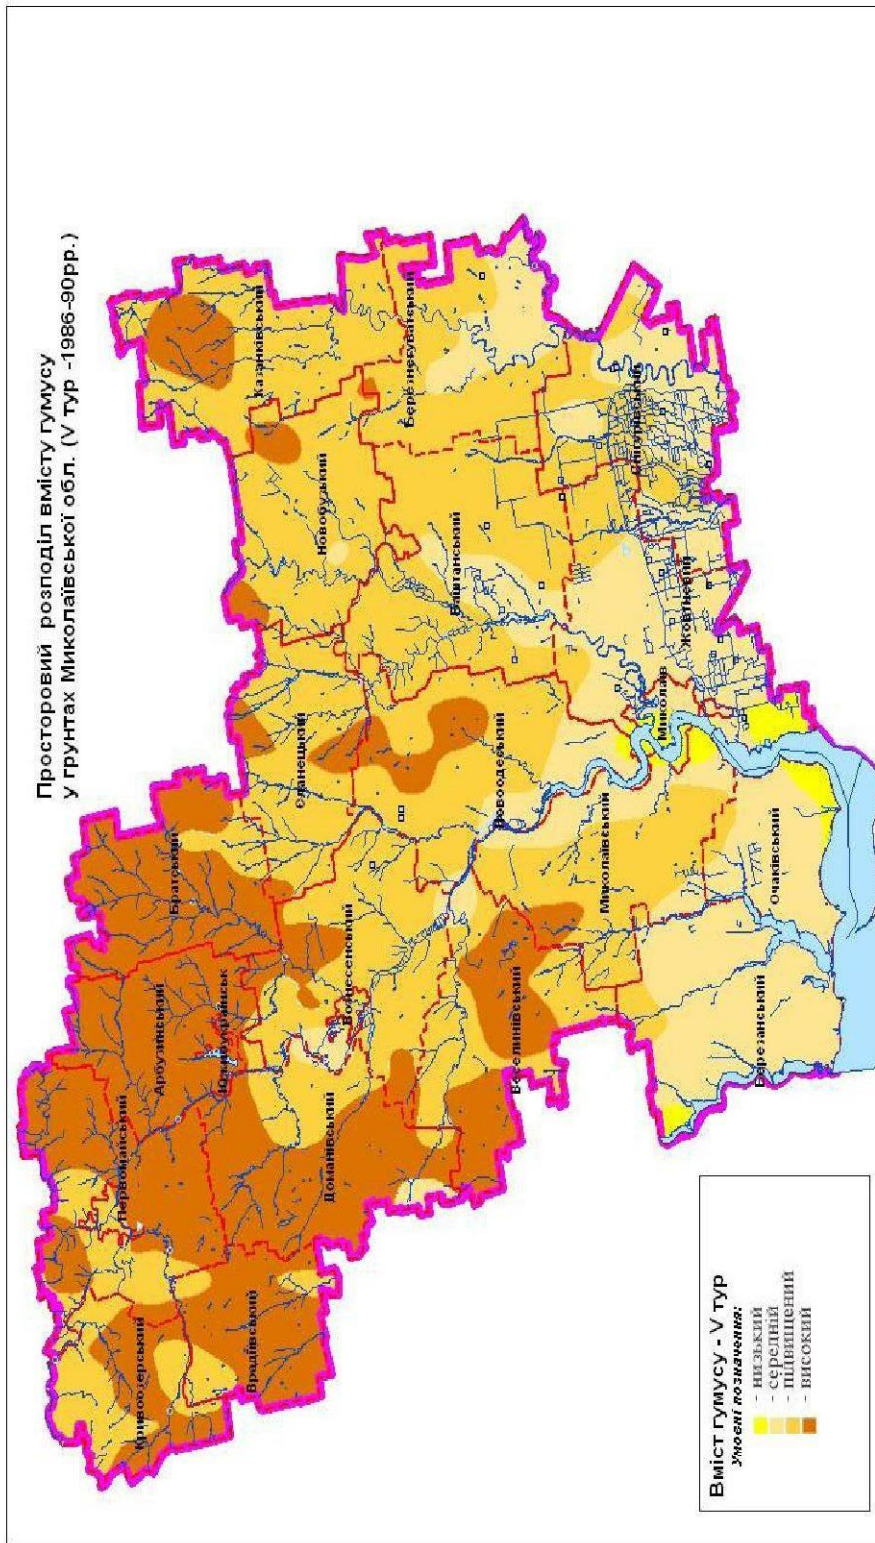 Просторовий розподіл вмісту гумусу
у грунтах Миколаївської обл. (V тур -1986-90рр.)
Кривоозерський
Первомайський
Врадіївський
Арбузинський
Южноукраїнськ
Братський
Доманівський
Вознесенський
Єланецький
Казанківський
Новобузький
Березнегуватський
Баштанський
Веселинівський
Новоодеський
Миколаївський
Миколаїв
Снігурівський
Жовтневий
Березанський
Очаківський
Вміст гумусу - V тур
Умовні позначення:
- низький
- середній
- підвищений
- високий